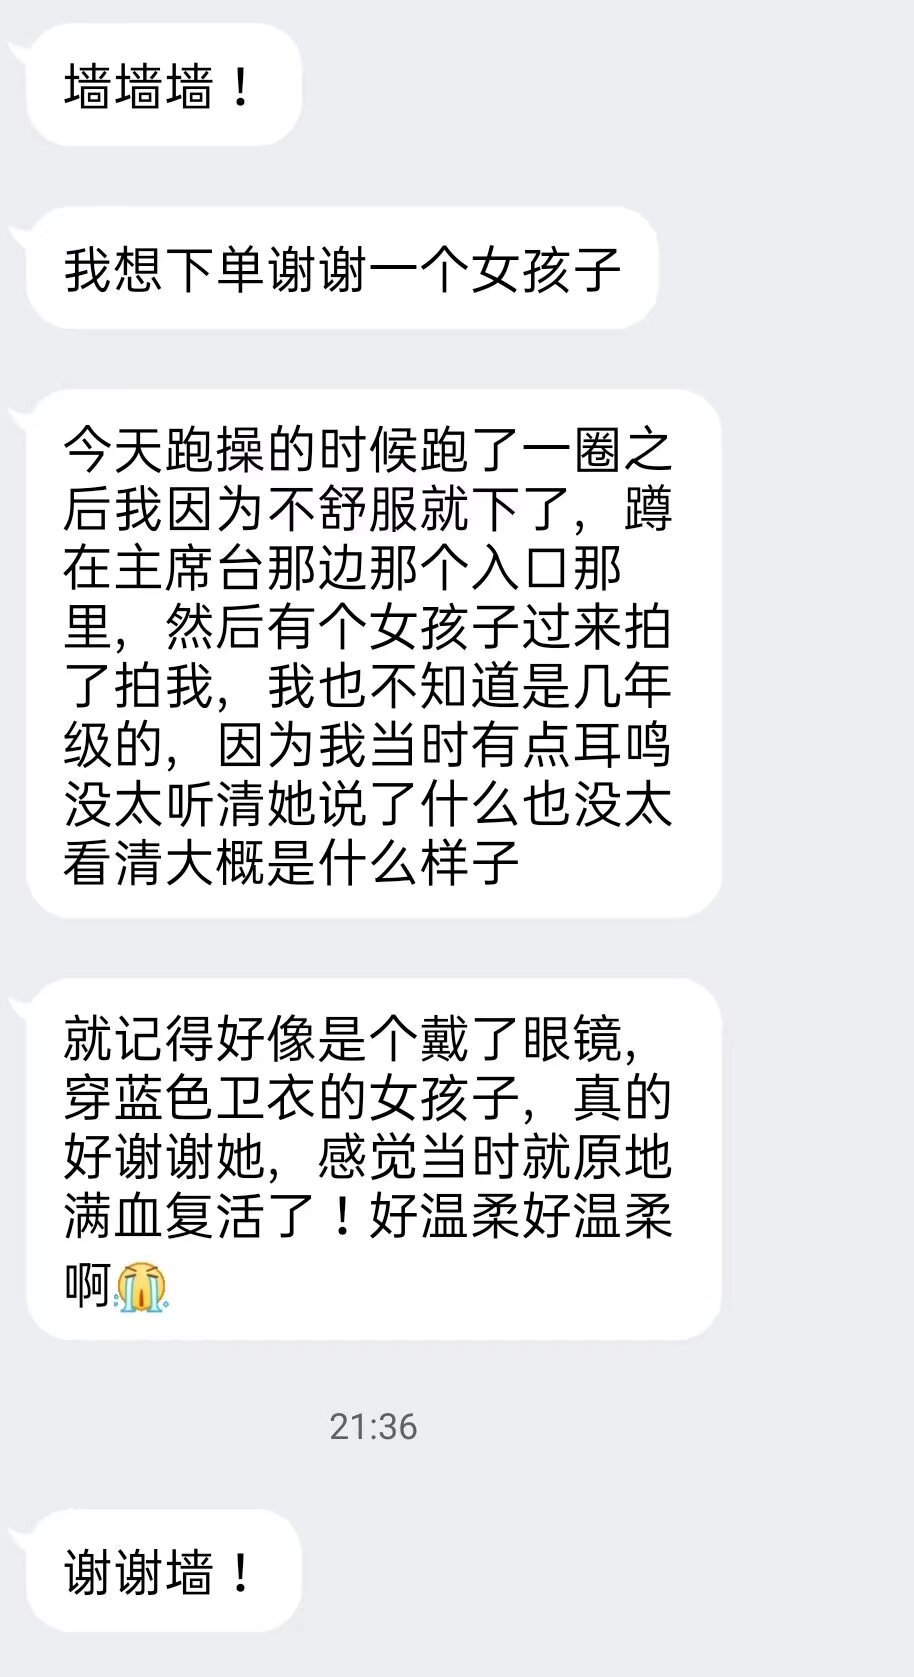 墙墙墙！
我想下单谢谢一个女孩子
今天跑操的时候跑了一圈之
后我因为不舒服就下了，蹲
在主席台那边那个入口那
里，然后有个女孩子过来拍
了拍我，我也不知道是几年
级的，因为我当时有点耳鸣
没太听清她说了什么也没太
看清大概是什么样子
就记得好像是个戴了眼镜，
穿蓝色卫衣的女孩子，真的
好谢谢她，感觉当时就原地
满血复活了！好温柔好温柔
啊😭
21:36
谢谢墙！